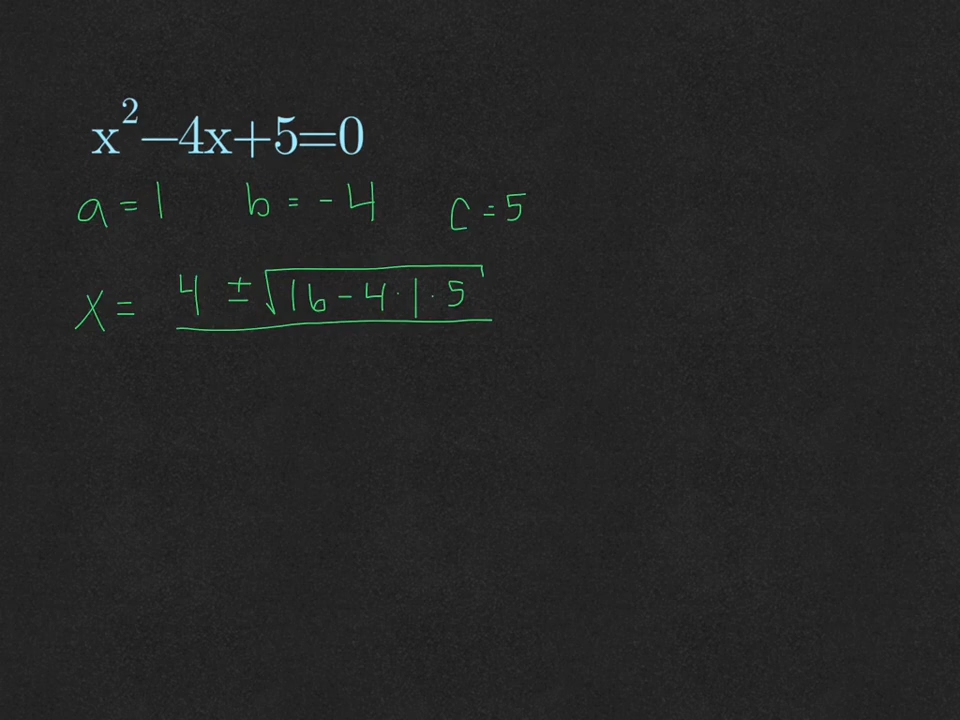 x²−4x+5=0
a = 1 b = - 4 c = 5
x = 4 ± √16 - 4 · 1 · 5